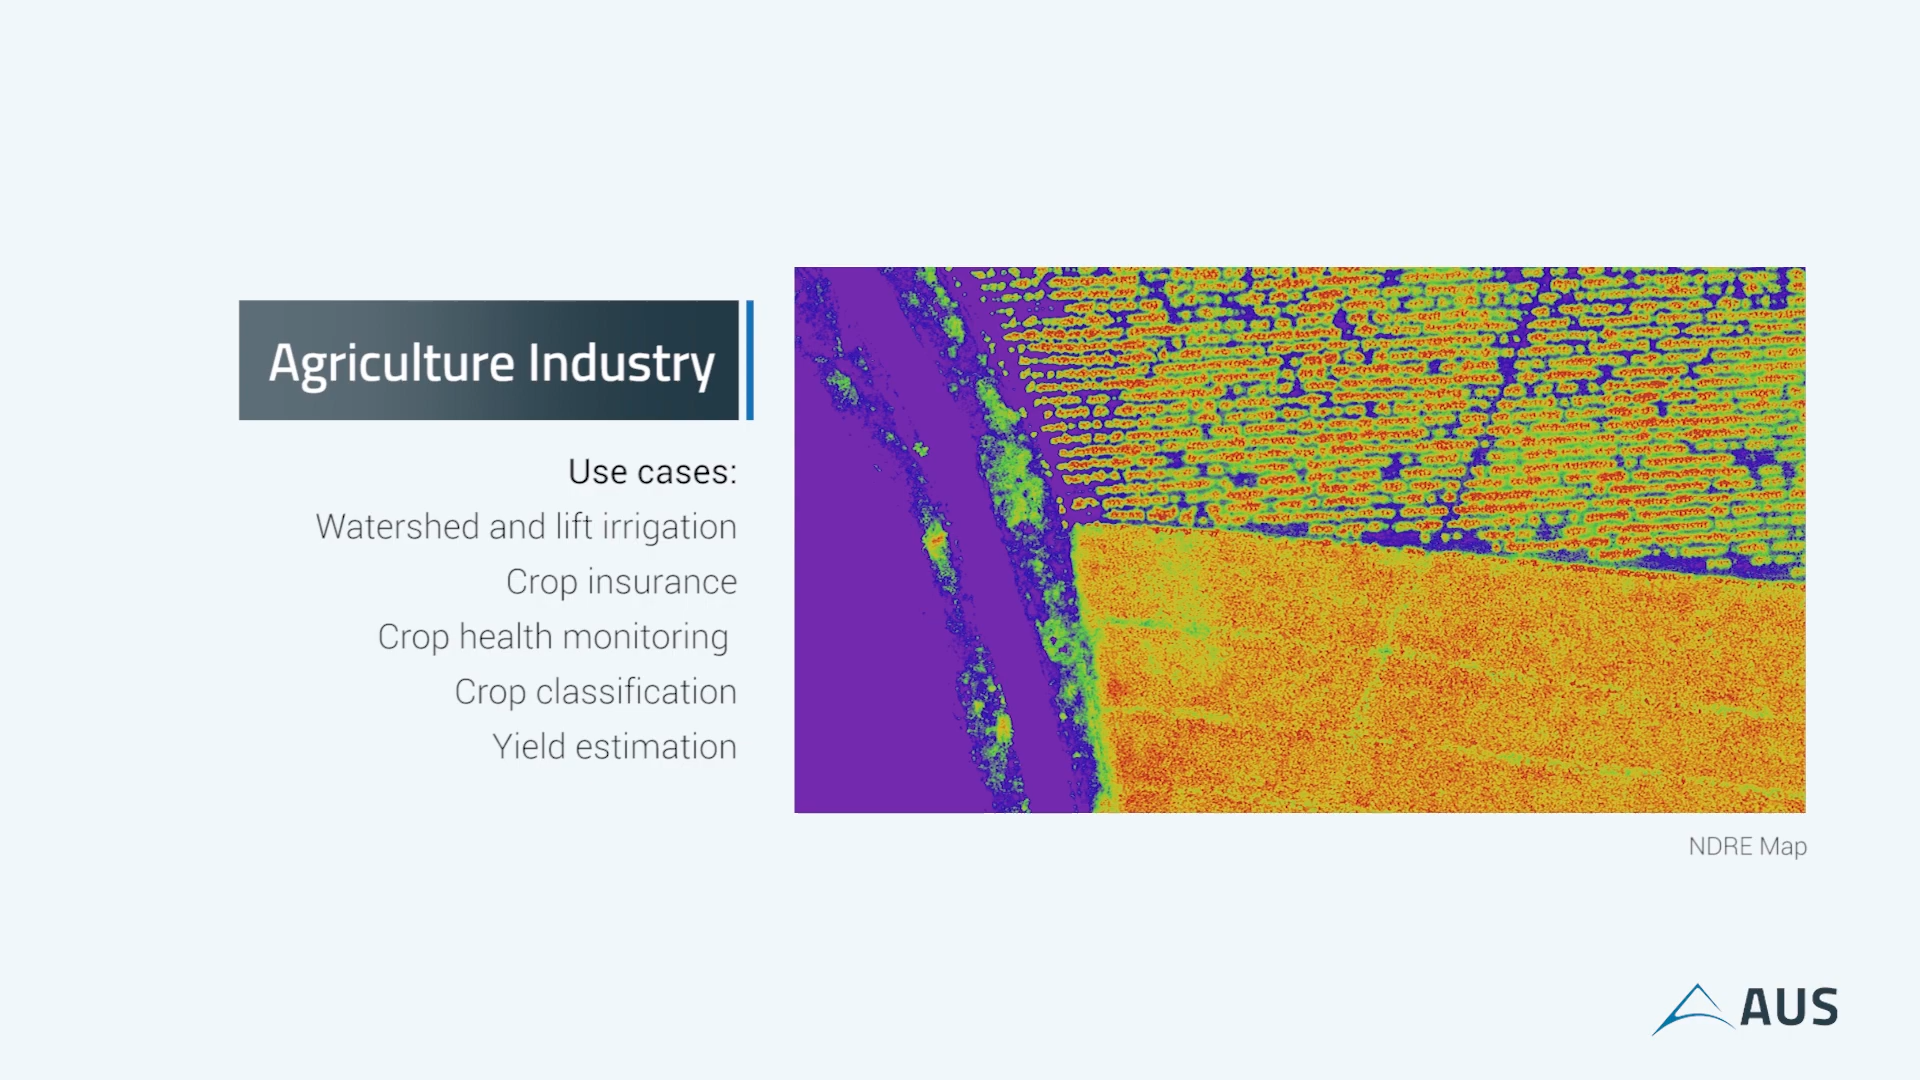 Agriculture Industry
Use cases:
Watershed and lift irrigation
Crop insurance
Crop health monitoring
Crop classification
Yield estimation
NDRE Map
AUS